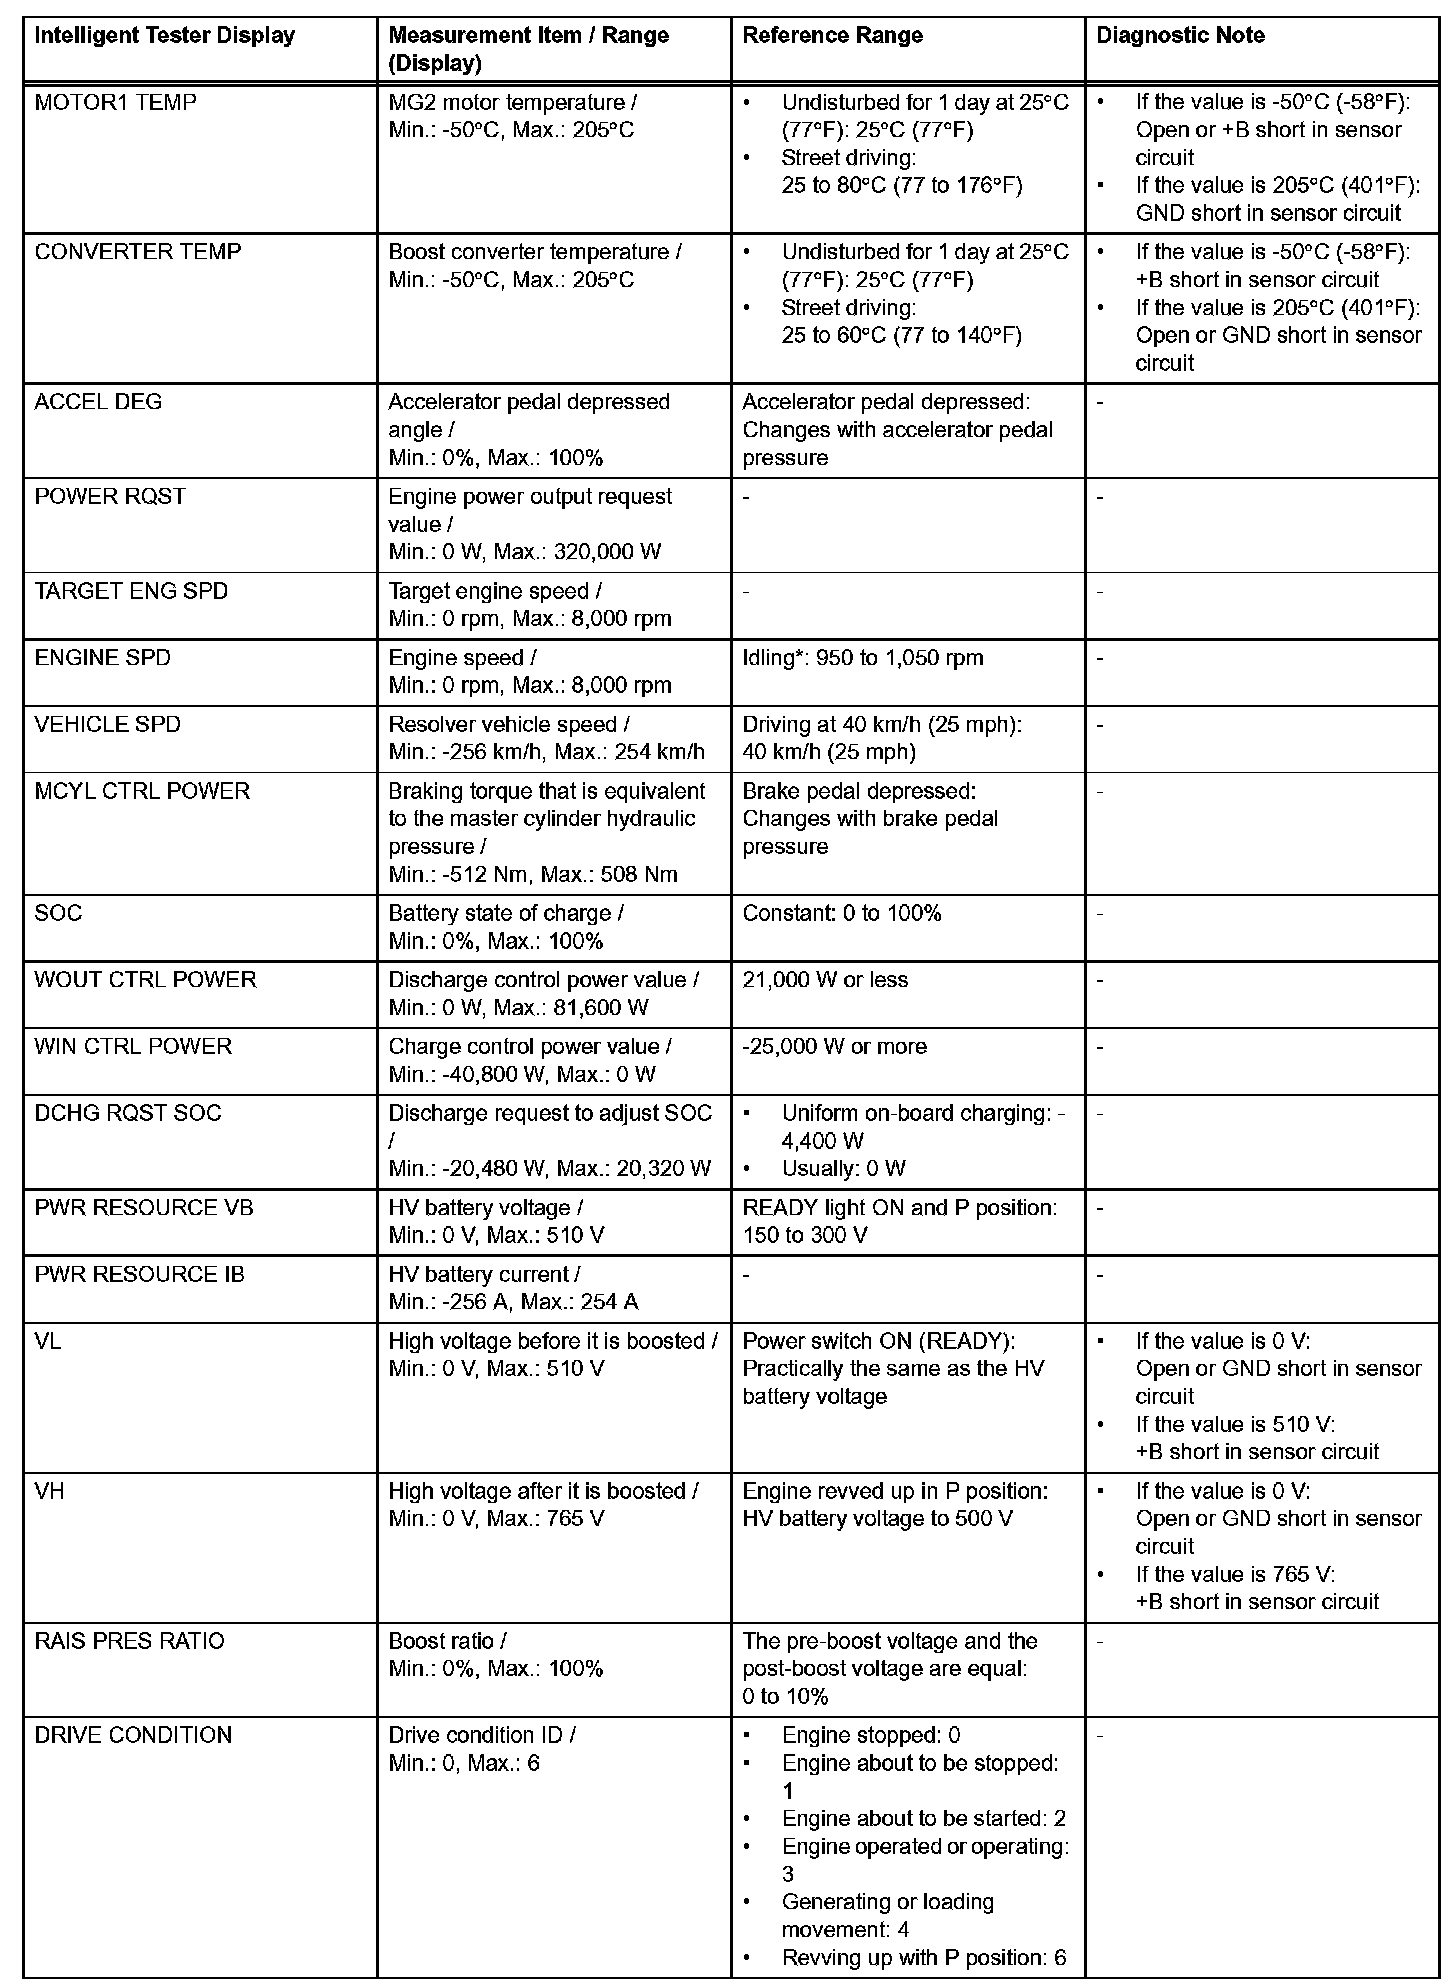 Intelligent Tester Display
Measurement Item / Range
(Display)
Reference Range
Diagnostic Note
MOTOR1 TEMP
MG2 motor temperature /
Min.: -50°C, Max.: 205°C
• Undisturbed for 1 day at 25°C
(77°F): 25°C (77°F)
• Street driving:
25 to 80°C (77 to 176°F)
• If the value is -50°C (-58°F):
Open or +B short in sensor
circuit
• If the value is 205°C (401°F):
GND short in sensor circuit
CONVERTER TEMP
Boost converter temperature /
Min.: -50°C, Max.: 205°C
• Undisturbed for 1 day at 25°C
(77°F): 25°C (77°F)
• Street driving:
25 to 60°C (77 to 140°F)
• If the value is -50°C (-58°F):
+B short in sensor circuit
• If the value is 205°C (401°F):
Open or GND short in sensor
circuit
ACCEL DEG
Accelerator pedal depressed
angle /
Min.: 0%, Max.: 100%
Accelerator pedal depressed:
Changes with accelerator pedal
pressure
-
POWER RQST
Engine power output request
value /
Min.: 0 W, Max.: 320,000 W
-
-
TARGET ENG SPD
Target engine speed /
Min.: 0 rpm, Max.: 8,000 rpm
-
-
ENGINE SPD
Engine speed /
Min.: 0 rpm, Max.: 8,000 rpm
Idling*: 950 to 1,050 rpm
-
VEHICLE SPD
Resolver vehicle speed /
Min.: -256 km/h, Max.: 254 km/h
Driving at 40 km/h (25 mph):
40 km/h (25 mph)
-
MCYL CTRL POWER
Braking torque that is equivalent
to the master cylinder hydraulic
pressure /
Min.: -512 Nm, Max.: 508 Nm
Brake pedal depressed:
Changes with brake pedal
pressure
-
SOC
Battery state of charge /
Min.: 0%, Max.: 100%
Constant: 0 to 100%
-
WOUT CTRL POWER
Discharge control power value /
Min.: 0 W, Max.: 81,600 W
21,000 W or less
-
WIN CTRL POWER
Charge control power value /
Min.: -40,800 W, Max.: 0 W
-25,000 W or more
-
DCHG RQST SOC
Discharge request to adjust SOC
/
Min.: -20,480 W, Max.: 20,320 W
• Uniform on-board charging: -
4,400 W
• Usually: 0 W
-
PWR RESOURCE VB
HV battery voltage /
Min.: 0 V, Max.: 510 V
READY light ON and P position:
150 to 300 V
-
PWR RESOURCE IB
HV battery current /
Min.: -256 A, Max.: 254 A
-
-
VL
High voltage before it is boosted /
Min.: 0 V, Max.: 510 V
Power switch ON (READY):
Practically the same as the HV
battery voltage
• If the value is 0 V:
Open or GND short in sensor
circuit
• If the value is 510 V:
+B short in sensor circuit
VH
High voltage after it is boosted /
Min.: 0 V, Max.: 765 V
Engine revved up in P position:
HV battery voltage to 500 V
• If the value is 0 V:
Open or GND short in sensor
circuit
• If the value is 765 V:
+B short in sensor circuit
RAIS PRES RATIO
Boost ratio /
Min.: 0%, Max.: 100%
The pre-boost voltage and the
post-boost voltage are equal:
0 to 10%
-
DRIVE CONDITION
Drive condition ID /
Min.: 0, Max.: 6
• Engine stopped: 0
• Engine about to be stopped:
1
• Engine about to be started: 2
• Engine operated or operating:
3
• Generating or loading
movement: 4
• Revving up with P position: 6
-